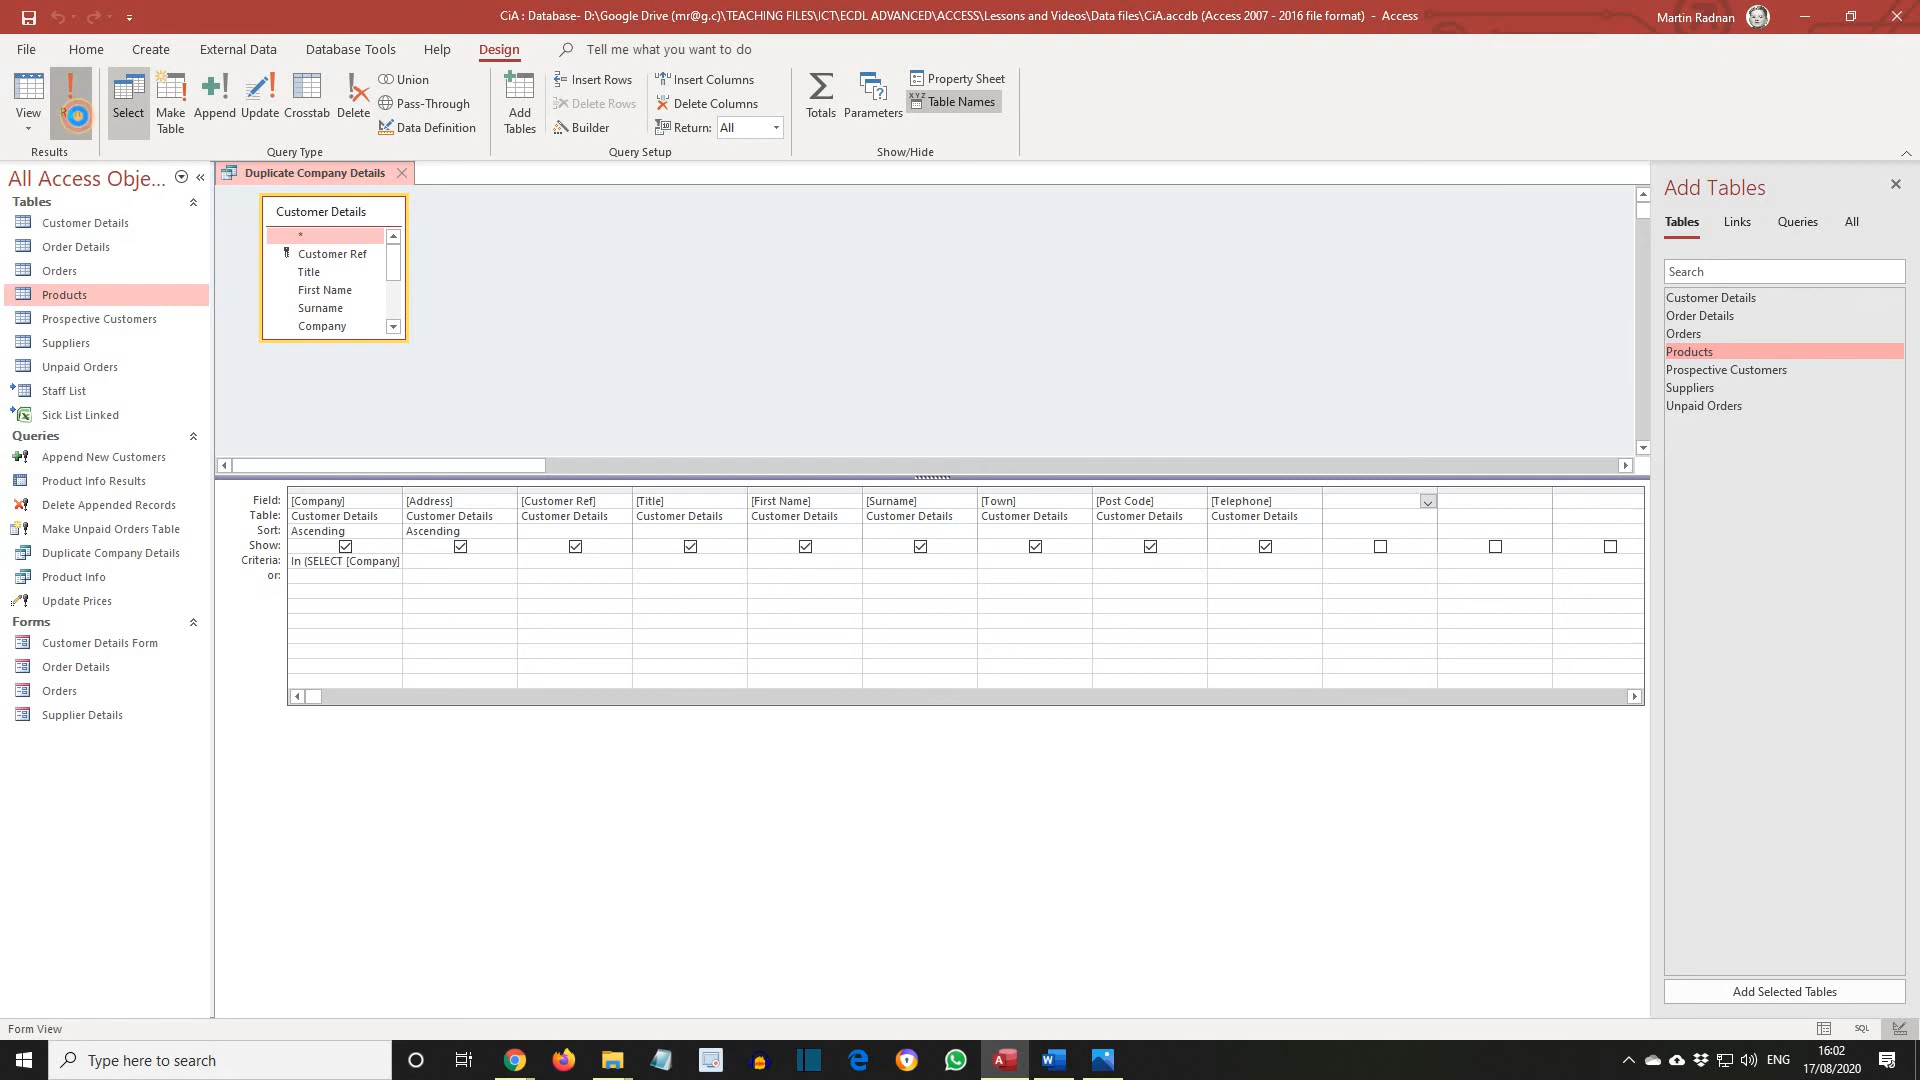 CiA : Database- D:\Google Drive (mr@g.c)\TEACHING FILES\ICT\ECDL ADVANCED\ACCESS\Lessons and Videos\Data files\CiA.accdb (Access 2007 - 2016 file format) - Access
Martin Radnan
File Home Create External Data Database Tools Help Design Tell me what you want to do
View
Select
Make Table
Append
Update
Crosstab
Delete
Union
Pass-Through
Data Definition
Add Tables
Insert Rows
Delete Rows
Builder
Insert Columns
Delete Columns
Return: All
Totals
Parameters
Property Sheet
XYZ Table Names
Results
Query Type
Query Setup
Show/Hide
All Access Obje...
Tables
Customer Details
Order Details
Orders
Products
Prospective Customers
Suppliers
Unpaid Orders
Staff List
Sick List Linked
Queries
Append New Customers
Product Info Results
Delete Appended Records
Make Unpaid Orders Table
Duplicate Company Details
Product Info
Update Prices
Forms
Customer Details Form
Order Details
Orders
Supplier Details
Duplicate Company Details
Customer Details
*
Customer Ref
Title
First Name
Surname
Company
Field: [Company] [Address] [Customer Ref] [Title] [First Name] [Surname] [Town] [Post Code] [Telephone]
Table: Customer Details Customer Details Customer Details Customer Details Customer Details Customer Details Customer Details Customer Details Customer Details
Sort: Ascending Ascending
Show:
Criteria: In (SELECT [Company]
or:
Add Tables
Tables Links Queries All
Search
Customer Details
Order Details
Orders
Products
Prospective Customers
Suppliers
Unpaid Orders
Add Selected Tables
Form View
SQL
Type here to search
ENG
16:02
17/08/2020